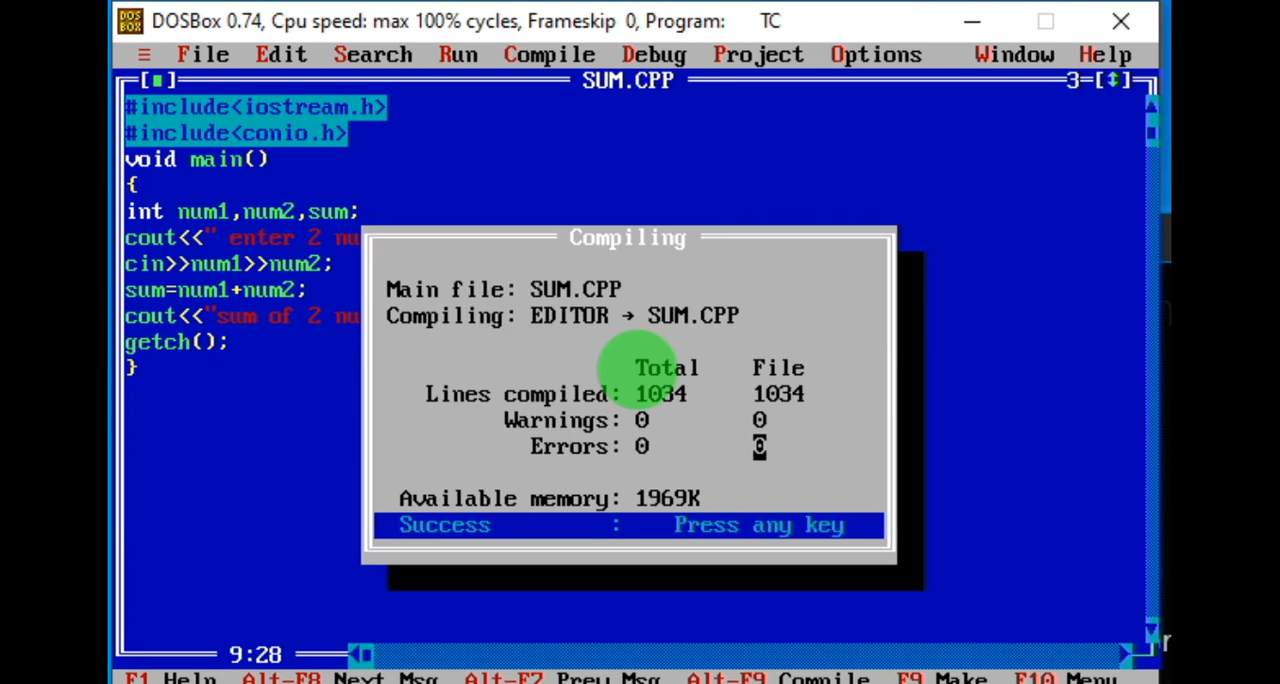 DOSBox 0.74, Cpu speed: max 100% cycles, Frameskip 0, Program: TC
≡ File Edit Search Run Compile Debug Project Options Window Help
[■] SUM.CPP 3=[↕]
#include<iostream.h>
#include<conio.h>
void main()
{
int num1,num2,sum;
cout<<" enter 2 nu
cin>>num1>>num2;
sum=num1+num2;
cout<<"sum of 2 nu
getch();
}
Compiling
Main file: SUM.CPP
Compiling: EDITOR → SUM.CPP
Total File
Lines compiled: 1034 1034
Warnings: 0 0
Errors: 0 0
Available memory: 1969K
Success : Press any key
9:28
F1 Help Alt-F8 Next Msg Alt-F7 Prev Msg Alt-F9 Compile F9 Make F10 Menu